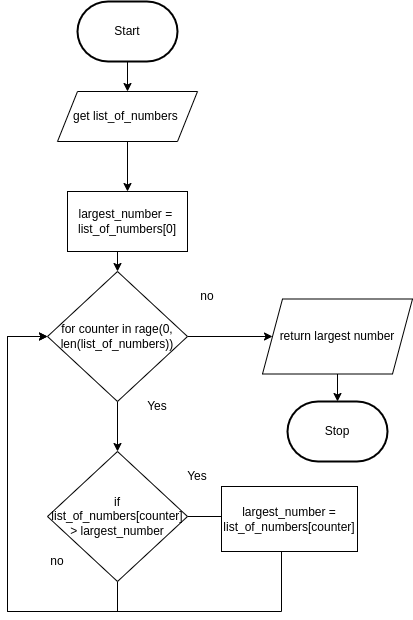 Start
get list_of_numbers
largest_number =
list_of_numbers[0]
no
for counter in rage(0,
len(list_of_numbers))
return largest number
Yes
Stop
Yes
if
list_of_numbers[counter]
> largest_number
largest_number =
list_of_numbers[counter]
no